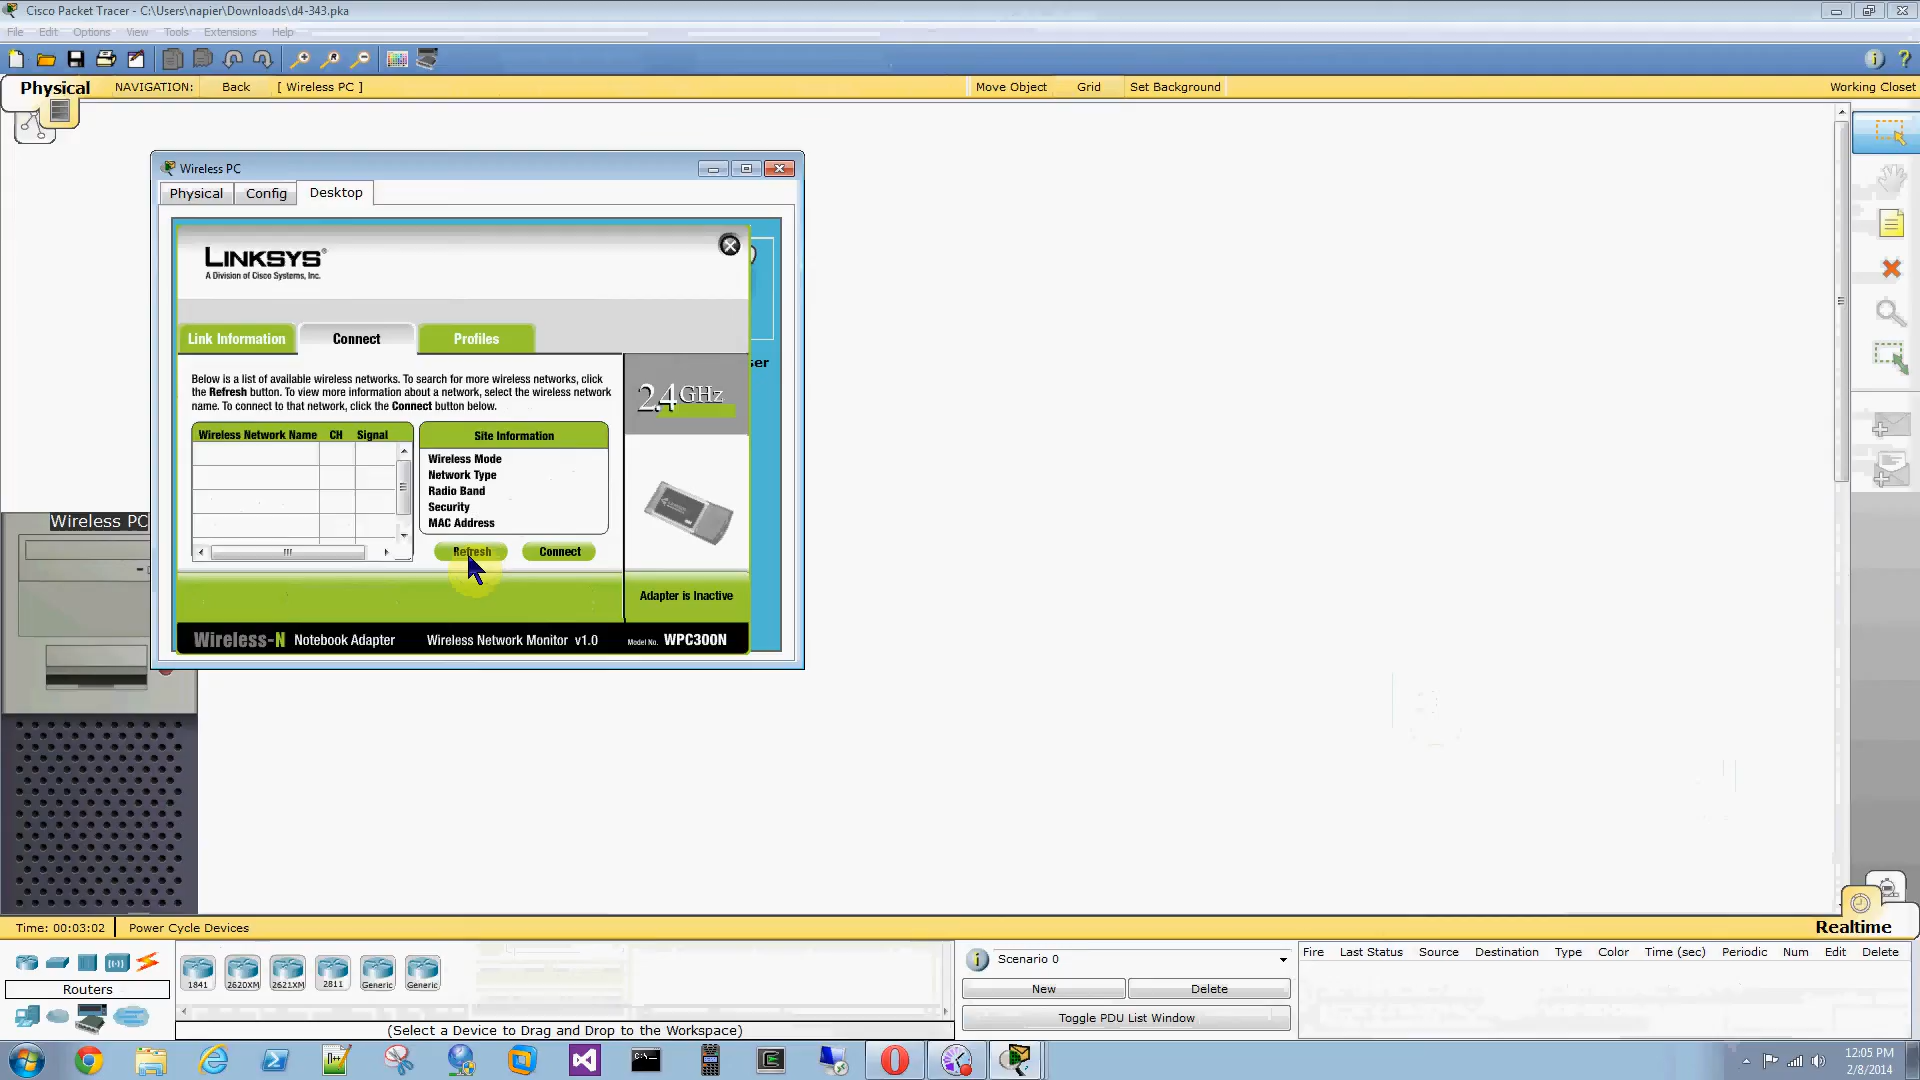 Cisco Packet Tracer - C:\Users\napier\Downloads\d4-343.pka
File Edit Options View Tools Extensions Help
Physical NAVIGATION: Back [ Wireless PC ] Move Object Grid Set Background Working Closet
Wireless PC
Physical Config Desktop
LINKSYS®
A Division of Cisco Systems, Inc.
Link Information Connect Profiles
ser
Below is a list of available wireless networks. To search for more wireless networks, click
the Refresh button. To view more information about a network, select the wireless network
name. To connect to that network, click the Connect button below.
2.4GHz
Wireless Network Name CH Signal
Site Information
Wireless Mode
Network Type
Radio Band
Security
MAC Address
Refresh Connect
Adapter is Inactive
Wireless-N Notebook Adapter Wireless Network Monitor v1.0 Model No. WPC300N
Wireless PC
Time: 00:03:02 Power Cycle Devices Realtime
Routers
1841 2620XM 2621XM 2811 Generic Generic
(Select a Device to Drag and Drop to the Workspace)
Scenario 0
New Delete
Toggle PDU List Window
Fire Last Status Source Destination Type Color Time (sec) Periodic Num Edit Delete
12:05 PM
2/8/2014